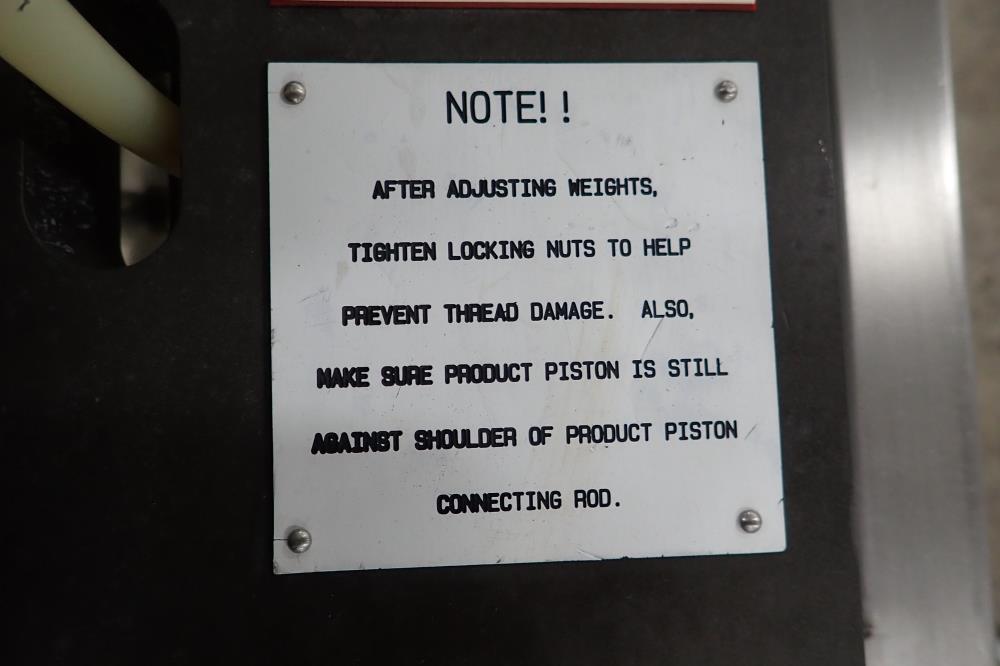 NOTE!!
AFTER ADJUSTING WEIGHTS,
TIGHTEN LOCKING NUTS TO HELP
PREVENT THREAD DAMAGE. ALSO,
MAKE SURE PRODUCT PISTON IS STILL
AGAINST SHOULDER OF PRODUCT PISTON
CONNECTING ROD.